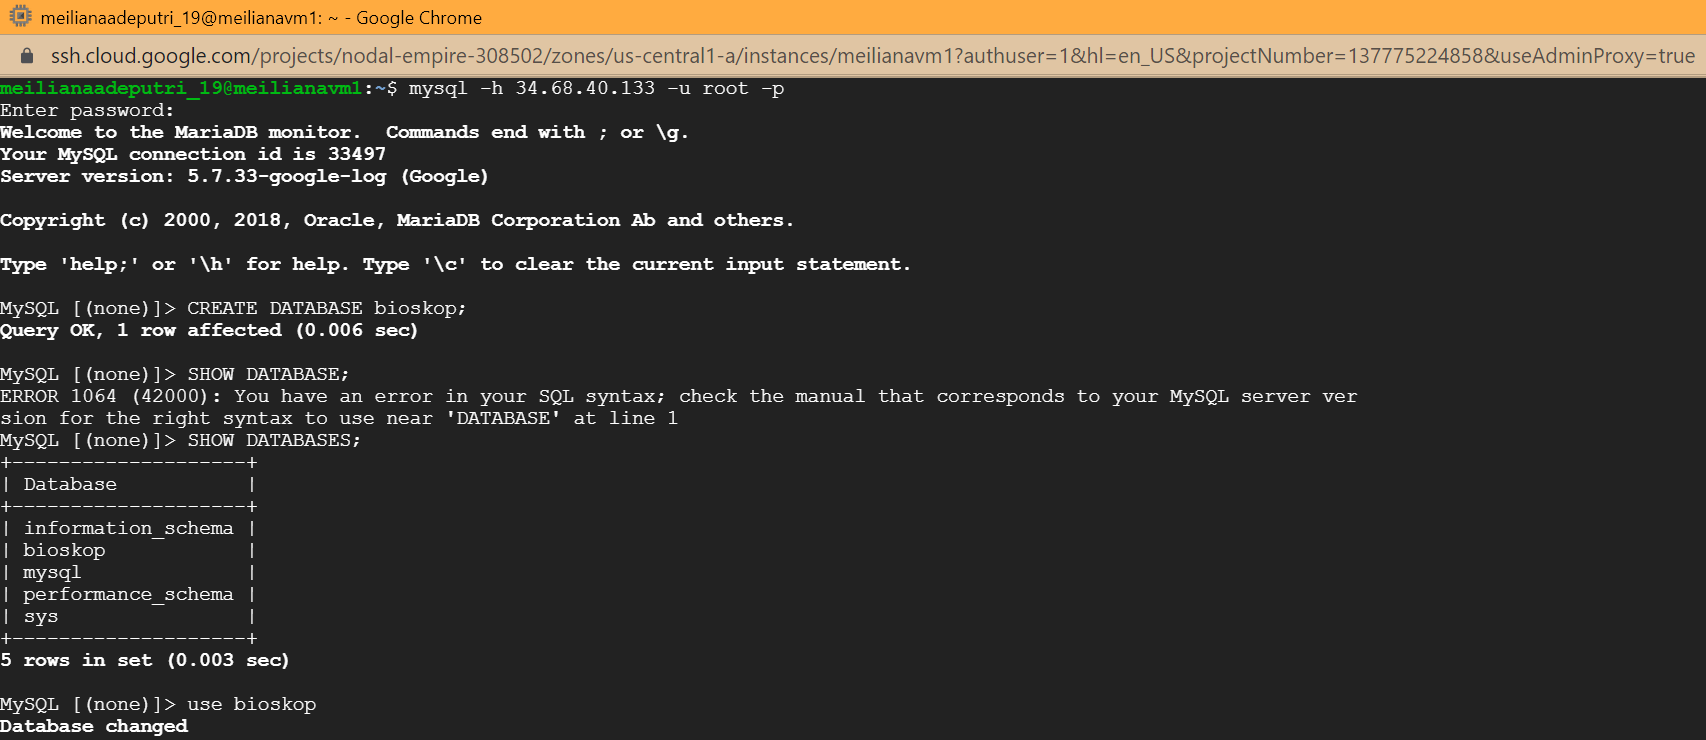 meilianaadeputri_19@meilianavm1: ~ - Google Chrome
ssh.cloud.google.com/projects/nodal-empire-308502/zones/us-central1-a/instances/meilianavm1?authuser=1&hl=en_US&projectNumber=137775224858&useAdminProxy=true
meilianaadeputri_19@meilianavm1:~$ mysql -h 34.68.40.133 -u root -p
Enter password:
Welcome to the MariaDB monitor.  Commands end with ; or \g.
Your MySQL connection id is 33497
Server version: 5.7.33-google-log (Google)
Copyright (c) 2000, 2018, Oracle, MariaDB Corporation Ab and others.
Type 'help;' or '\h' for help. Type '\c' to clear the current input statement.
MySQL [(none)]> CREATE DATABASE bioskop;
Query OK, 1 row affected (0.006 sec)
MySQL [(none)]> SHOW DATABASE;
ERROR 1064 (42000): You have an error in your SQL syntax; check the manual that corresponds to your MySQL server ver
sion for the right syntax to use near 'DATABASE' at line 1
MySQL [(none)]> SHOW DATABASES;
+--------------------+
| Database           |
+--------------------+
| information_schema |
| bioskop            |
| mysql              |
| performance_schema |
| sys                |
+--------------------+
5 rows in set (0.003 sec)
MySQL [(none)]> use bioskop
Database changed